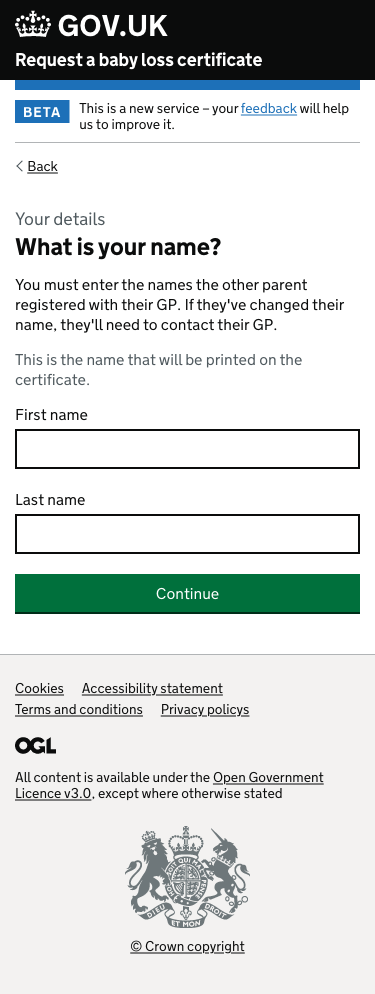 GOV.UK
Request a baby loss certificate
BETA
This is a new service – your feedback will help
us to improve it.
Back
Your details
What is your name?
You must enter the names the other parent
registered with their GP. If they've changed their
name, they'll need to contact their GP.
This is the name that will be printed on the
certificate.
First name
Last name
Continue
Cookies Accessibility statement
Terms and conditions Privacy policys
OGL
All content is available under the Open Government
Licence v3.0, except where otherwise stated
DIEU ET MON DROIT
© Crown copyright